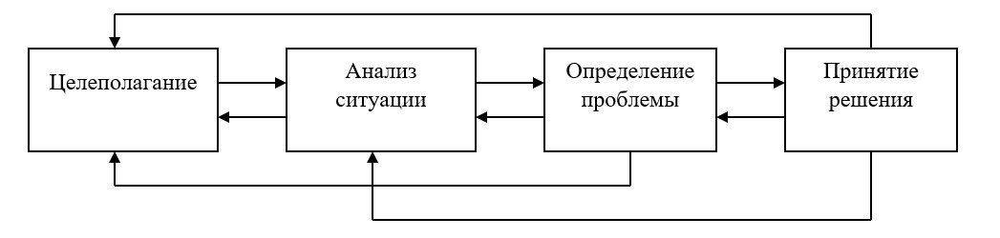 Целеполагание
Анализ
ситуации
Определение
проблемы
Принятие
решения